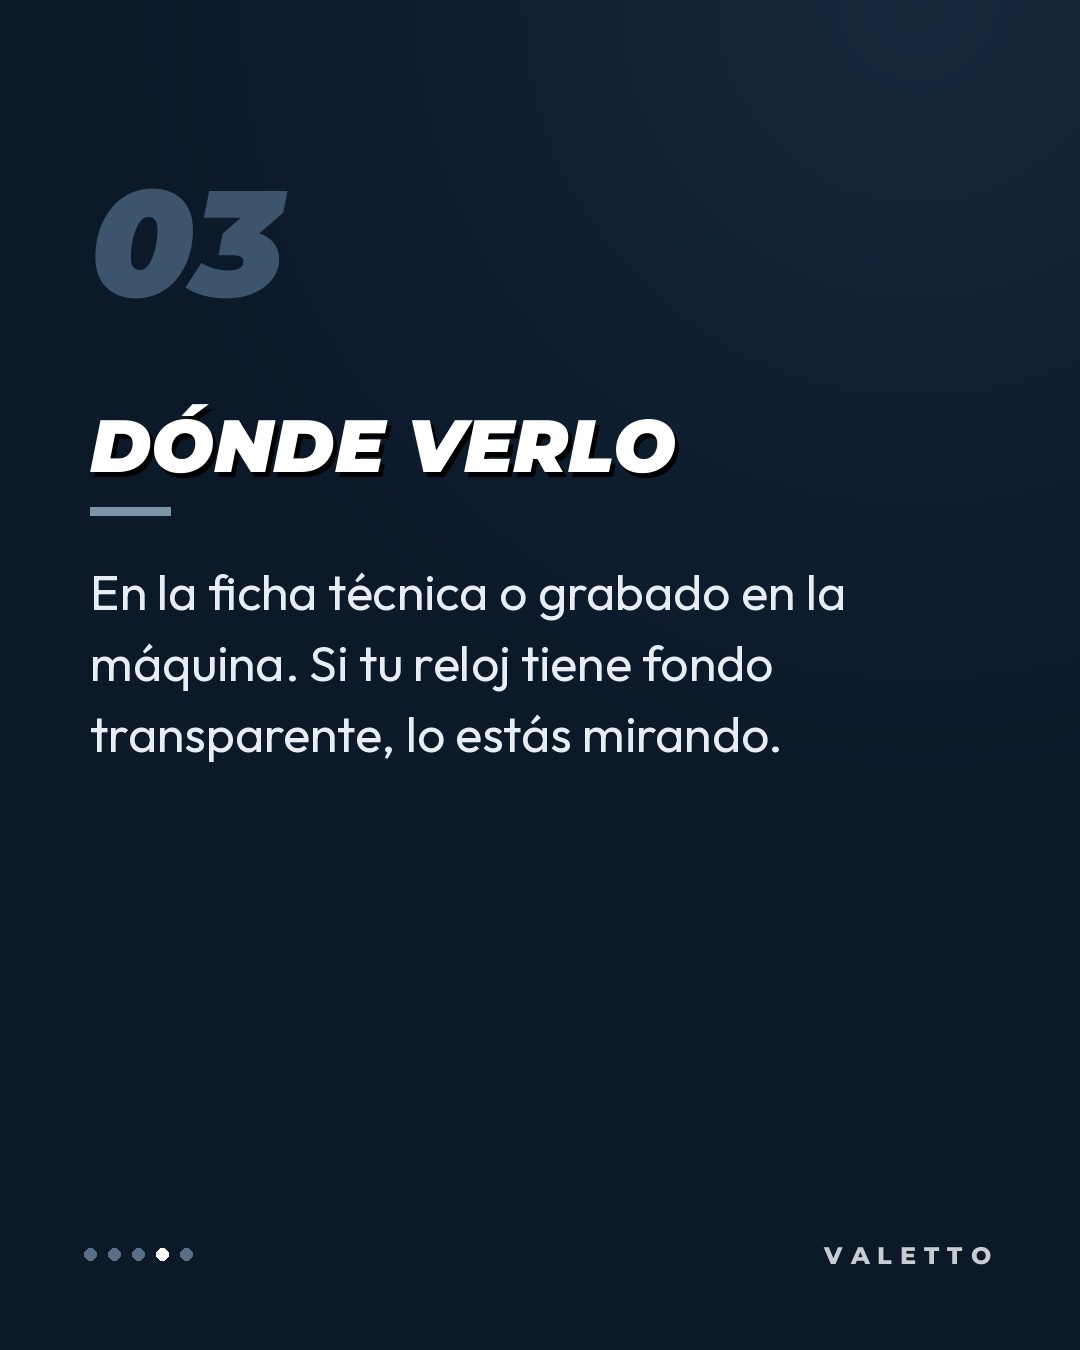 03
DÓNDE VERLO
En la ficha técnica o grabado en la
máquina. Si tu reloj tiene fondo
transparente, lo estás mirando.
VALETTO